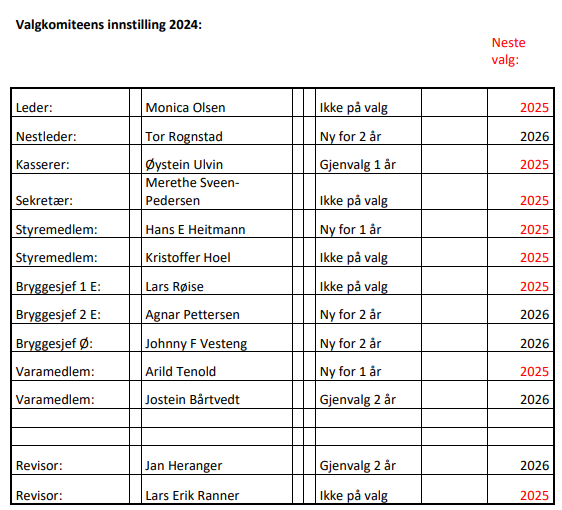 Valgkomiteens innstilling 2024:
Neste
valg:
Leder: Monica Olsen Ikke på valg 2025
Nestleder: Tor Rognstad Ny for 2 år 2026
Kasserer: Øystein Ulvin Gjenvalg 1 år 2025
Merethe Sveen-
Sekretær: Pedersen Ikke på valg 2025
Styremedlem: Hans E Heitmann Ny for 1 år 2025
Styremedlem: Kristoffer Hoel Ikke på valg 2025
Bryggesjef 1 E: Lars Røise Ikke på valg 2025
Bryggesjef 2 E: Agnar Pettersen Ny for 2 år 2026
Bryggesjef Ø: Johnny F Vesteng Ny for 2 år 2026
Varamedlem: Arild Tenold Ny for 1 år 2025
Varamedlem: Jostein Bårtvedt Gjenvalg 2 år 2026
Revisor: Jan Heranger Gjenvalg 2 år 2026
Revisor: Lars Erik Ranner Ikke på valg 2025